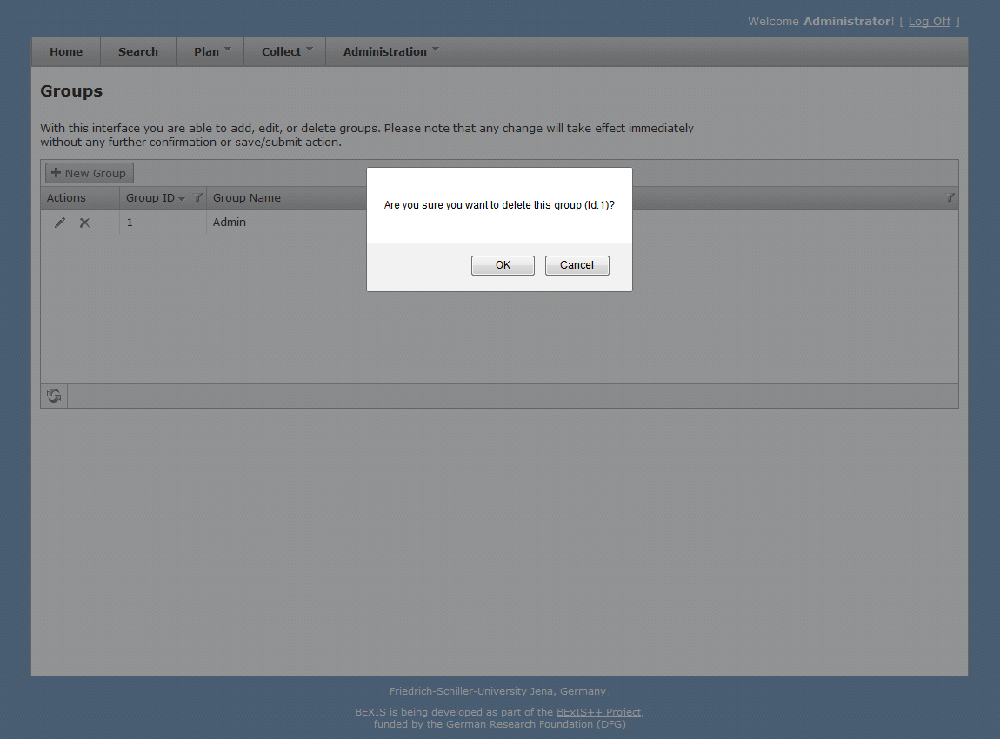 Welcome Administrator! [ Log Off ]
Home Search Plan Collect Administration
Groups
With this interface you are able to add, edit, or delete groups. Please note that any change will take effect immediately
without any further confirmation or save/submit action.
New Group
Actions Group ID Group Name
1 Admin
Are you sure you want to delete this group (Id:1)?
OK Cancel
Friedrich-Schiller-University Jena, Germany
BEXIS is being developed as part of the BExIS++ Project,
funded by the German Research Foundation (DFG)